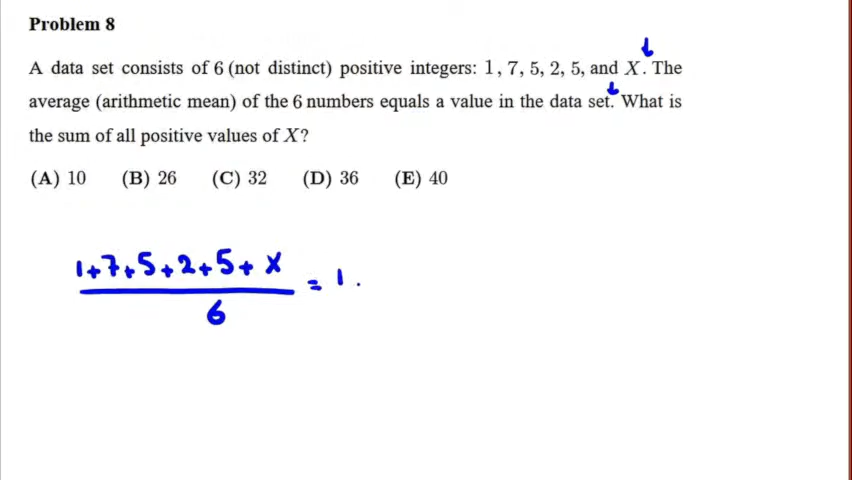 Problem 8
A data set consists of 6 (not distinct) positive integers: 1, 7, 5, 2, 5, and X. The
average (arithmetic mean) of the 6 numbers equals a value in the data set. What is
the sum of all positive values of X?
(A) 10 (B) 26 (C) 32 (D) 36 (E) 40
1+7+5+2+5+X
6
= 1.